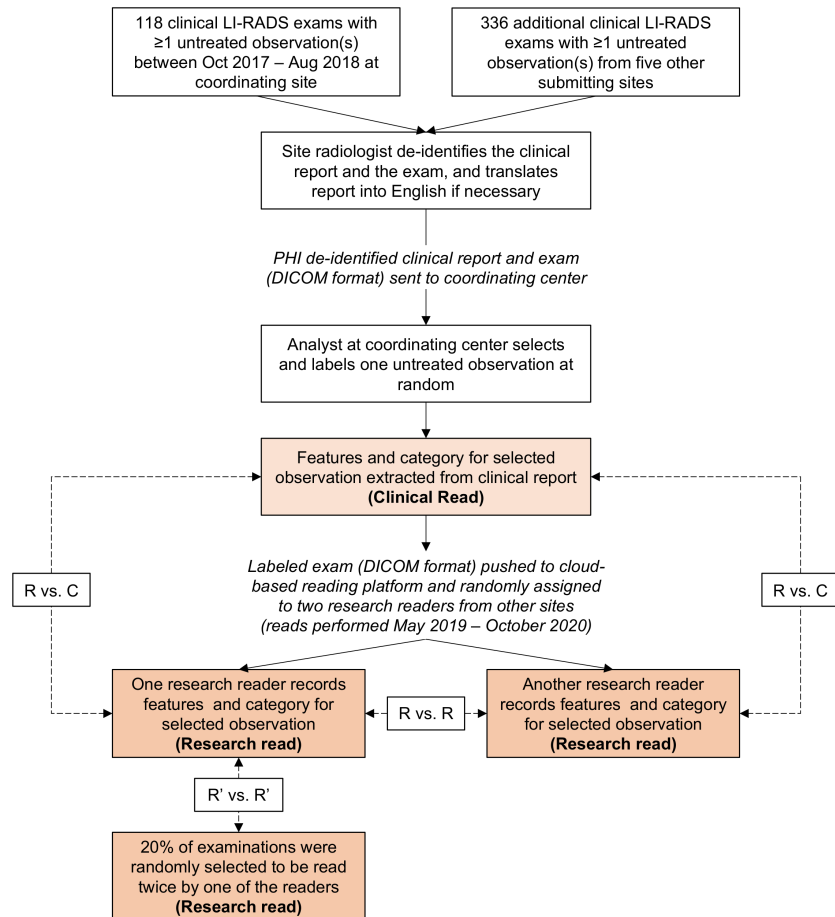 118 clinical LI-RADS exams with
≥1 untreated observation(s)
between Oct 2017 – Aug 2018 at
coordinating site
336 additional clinical LI-RADS
exams with ≥1 untreated
observation(s) from five other
submitting sites
Site radiologist de-identifies the clinical
report and the exam, and translates
report into English if necessary
PHI de-identified clinical report and exam
(DICOM format) sent to coordinating center
Analyst at coordinating center selects
and labels one untreated observation at
random
Features and category for selected
observation extracted from clinical report
(Clinical Read)
Labeled exam (DICOM format) pushed to cloud-
based reading platform and randomly assigned
to two research readers from other sites
(reads performed May 2019 – October 2020)
R vs. C
R vs. C
One research reader records
features and category for
selected observation
(Research read)
R vs. R
Another research reader
records features and category
for selected observation
(Research read)
R’ vs. R’
20% of examinations were
randomly selected to be read
twice by one of the readers
(Research read)